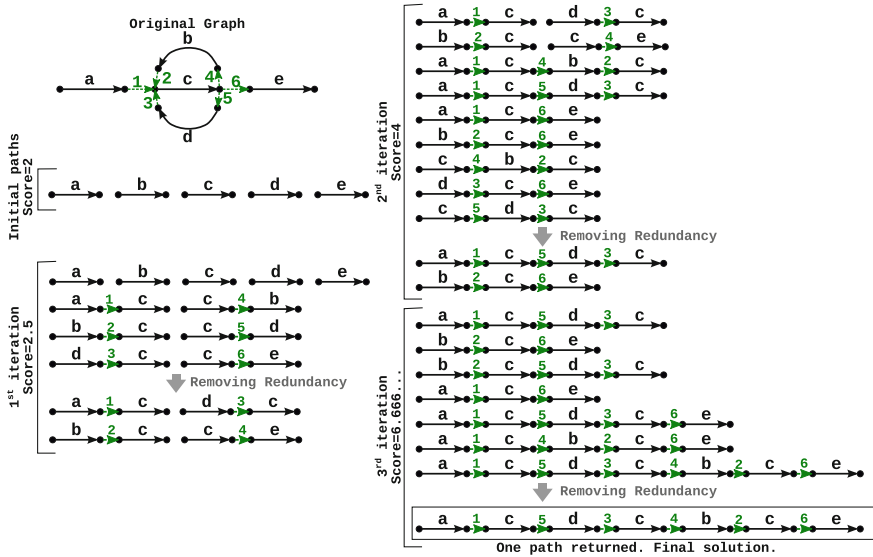 Original Graph
b
a 1 2 c 4 6 e
3 5
d
Initial paths
Score=2
a b c d e
1st iteration
Score=2.5
a b c d e
a 1 c c 4 b
b 2 c c 5 d
d 3 c c 6 e
Removing Redundancy
a 1 c d 3 c
b 2 c c 4 e
2nd iteration
Score=4
a 1 c d 3 c
b 2 c c 4 e
a 1 c 4 b 2 c
a 1 c 5 d 3 c
a 1 c 6 e
b 2 c 6 e
c 4 b 2 c
d 3 c 6 e
c 5 d 3 c
Removing Redundancy
a 1 c 5 d 3 c
b 2 c 6 e
3rd iteration
Score=6.666...
a 1 c 5 d 3 c
b 2 c 6 e
b 2 c 5 d 3 c
a 1 c 6 e
a 1 c 5 d 3 c 6 e
a 1 c 4 b 2 c 6 e
a 1 c 5 d 3 c 4 b 2 c 6 e
Removing Redundancy
a 1 c 5 d 3 c 4 b 2 c 6 e
One path returned. Final solution.